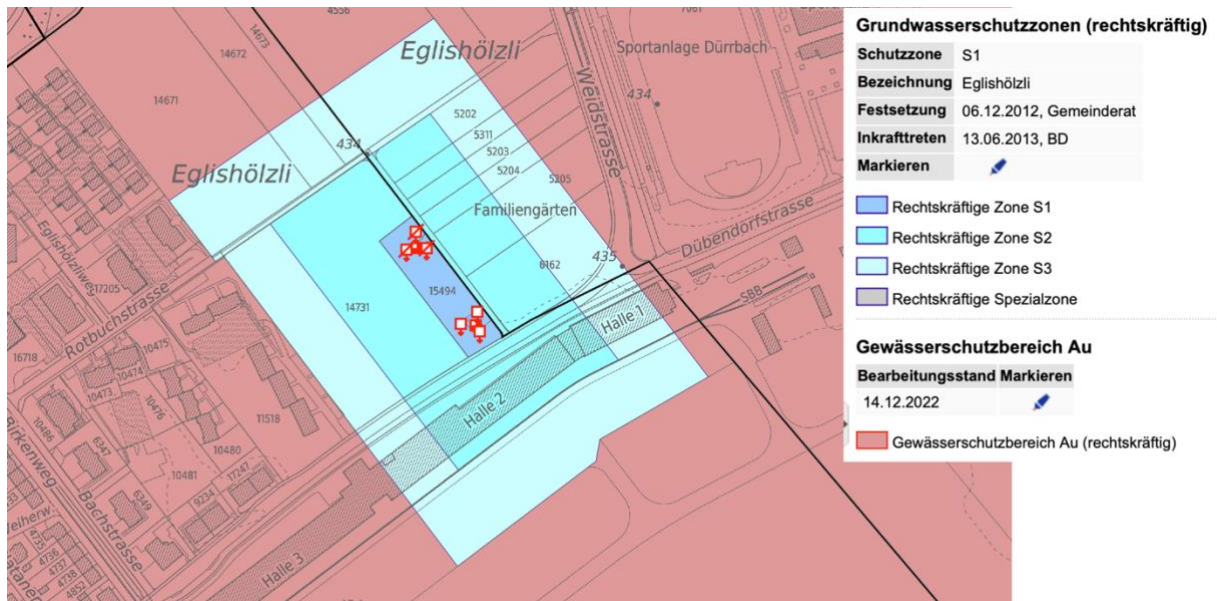 4556
7061
14673
14672
14671
Eglishölzli
Sportanlage Dürrbach
Weidstrasse
434
5202
5311
5203
5204
5205
434
Eglishölzli
Familiengärten
Dübendorfstrasse
435
6162
Eglishölzliweg
17205
15494
14731
SBB
Halle 1
Rotbuchstrasse
16718
10475
10474
10473
10476
11518
Halle 2
10486
6347
10480
10481
17247
9234
Birkenweg
Bachstrasse
6349
Halle 3
4735
4736
4737
4738
4852
Grundwasserschutzzonen (rechtskräftig)
Schutzzone S1
Bezeichnung Eglishölzli
Festsetzung 06.12.2012, Gemeinderat
Inkrafttreten 13.06.2013, BD
Markieren
Rechtskräftige Zone S1
Rechtskräftige Zone S2
Rechtskräftige Zone S3
Rechtskräftige Spezialzone
Gewässerschutzbereich Au
Bearbeitungsstand Markieren
14.12.2022
Gewässerschutzbereich Au (rechtskräftig)